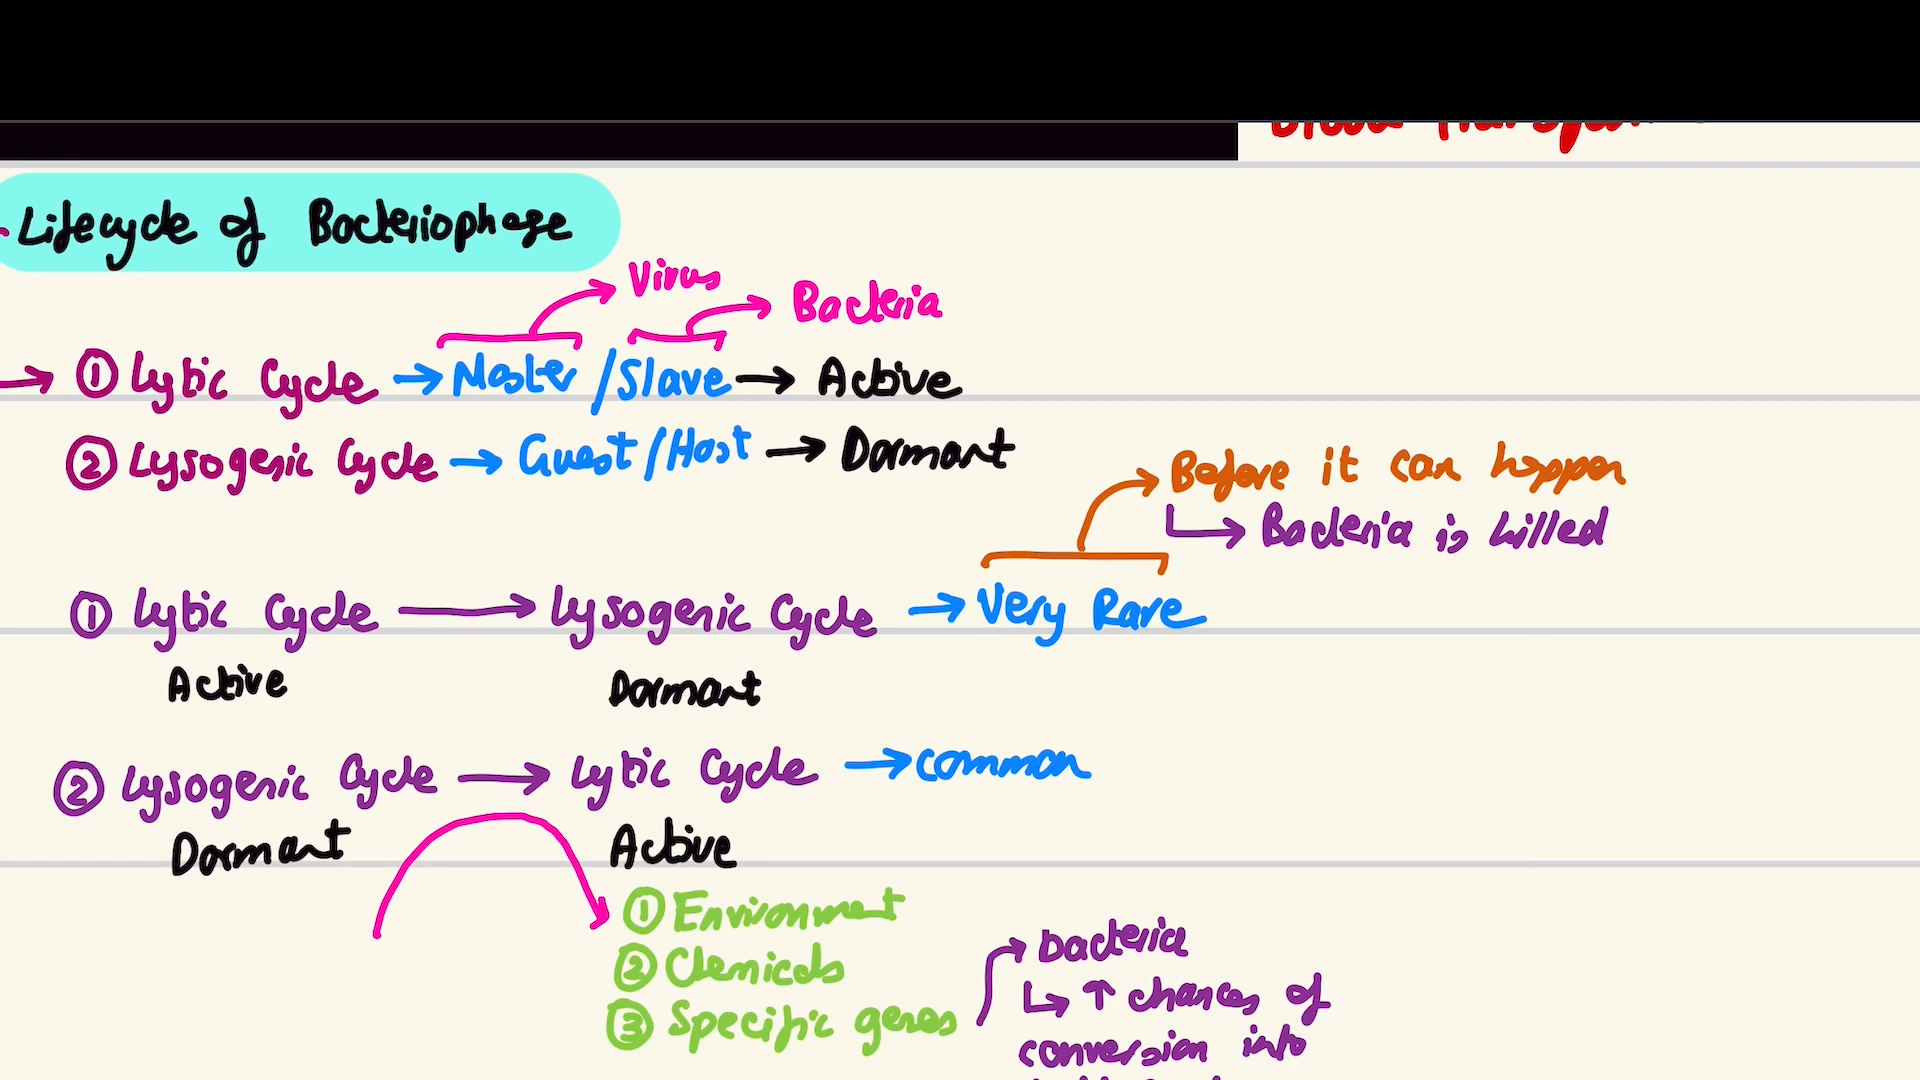 Lifecycle of Bacteriophage
Virus
Bacteria
→ ① Lytic Cycle → Master / Slave → Active
② Lysogenic Cycle → Guest / Host → Dormant
Before it can happen
↳ Bacteria is killed
① Lytic Cycle → Lysogenic Cycle → Very Rare
Active Dormant
② Lysogenic Cycle → Lytic Cycle → common
Dormant Active
① Environment
② Chemicals
③ Specific genes
bacteria
↳ ↑ chances of
conversion into